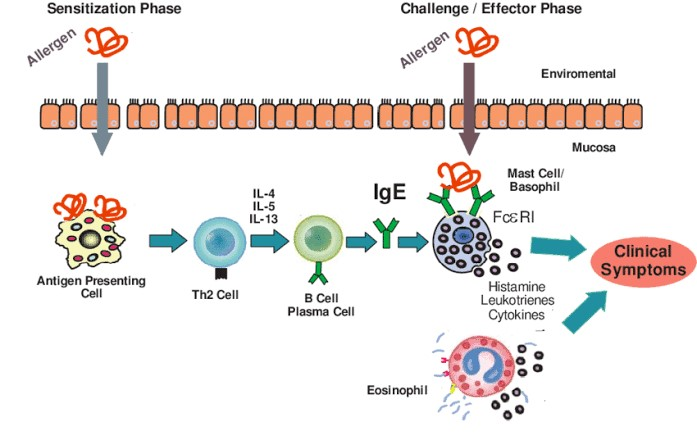 Sensitization Phase
Challenge / Effector Phase
Allergen
Allergen
Enviromental
Mucosa
IL-4
IL-5
IL-13
IgE
Mast Cell/
Basophil
FcεRI
Antigen Presenting
Cell
Th2 Cell
B Cell
Plasma Cell
Histamine
Leukotrienes
Cytokines
Clinical
Symptoms
Eosinophil